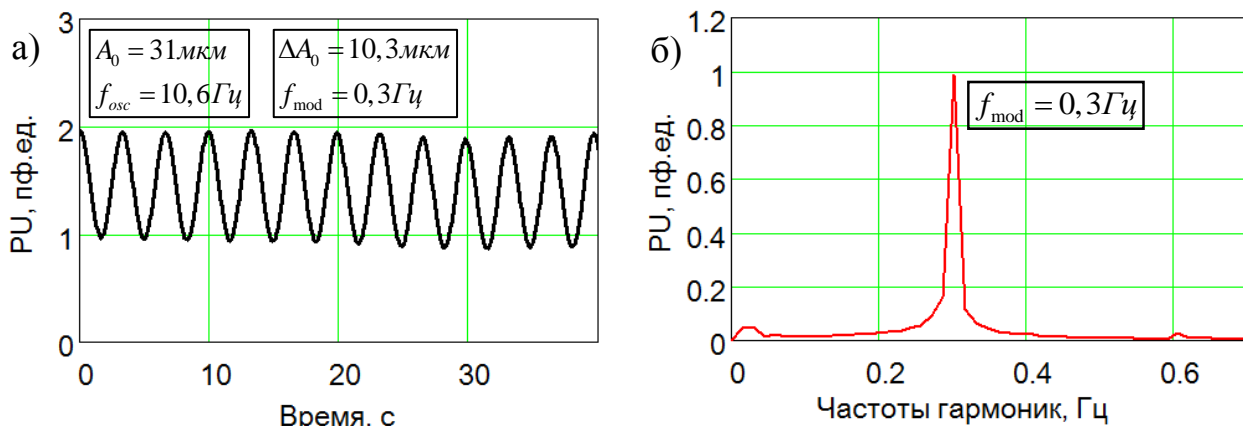 а)
A₀ = 31мкм
f_osc = 10,6Гц
ΔA₀ = 10,3мкм
f_mod = 0,3Гц
PU, пф.ед.
3
2
1
0
0 10 20 30
Время, с
б)
f_mod = 0,3Гц
PU, пф.ед.
1.2
1
0.8
0.6
0.4
0.2
0
0 0.2 0.4 0.6
Частоты гармоник, Гц